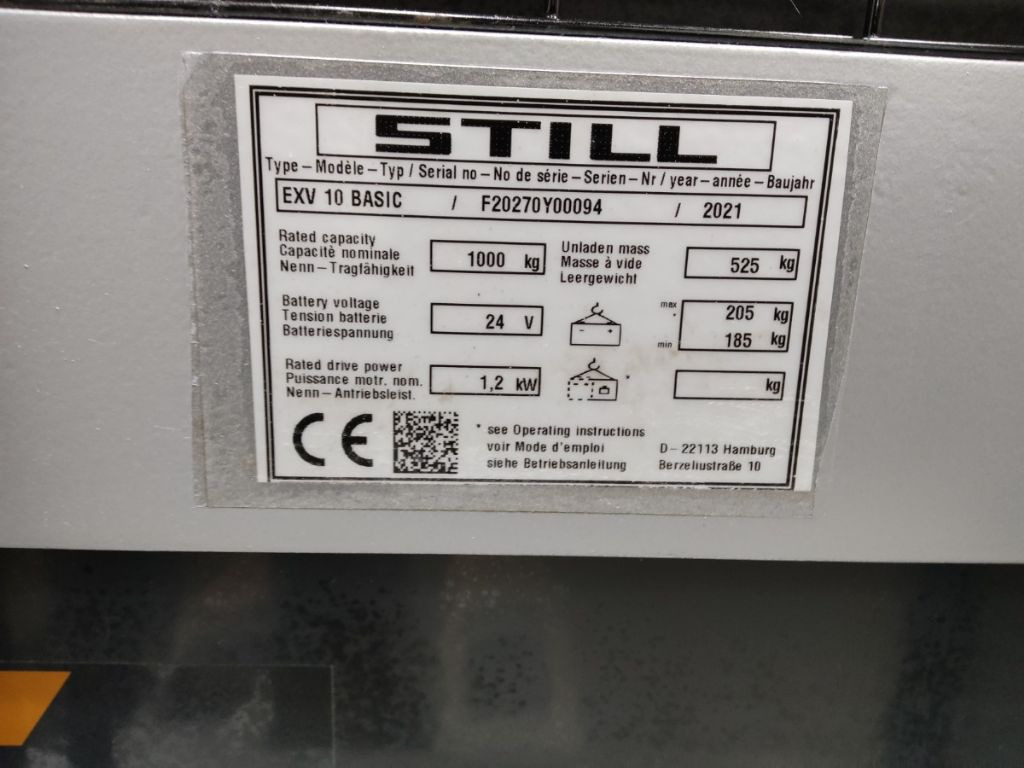 STILL
Type – Modèle – Typ / Serial no – No de série – Serien – Nr / year – année – Baujahr
EXV 10 BASIC / F20270Y00094 / 2021
Rated capacity
Capacitè nominale
Nenn – Tragfähigkeit
1000 kg
Unladen mass
Masse à vide
Leergewicht
525 kg
Battery voltage
Tension batterie
Batteriespannung
24 V
- +
max 205 kg
* min 185 kg
Rated drive power
Puissance motr. nom.
Nenn – Antriebsleist.
1,2 kW
*
kg
CE
* see Operating instructions
voir Mode d'emploi
siehe Betriebsanleitung
D – 22113 Hamburg
Berzeliustraße 10